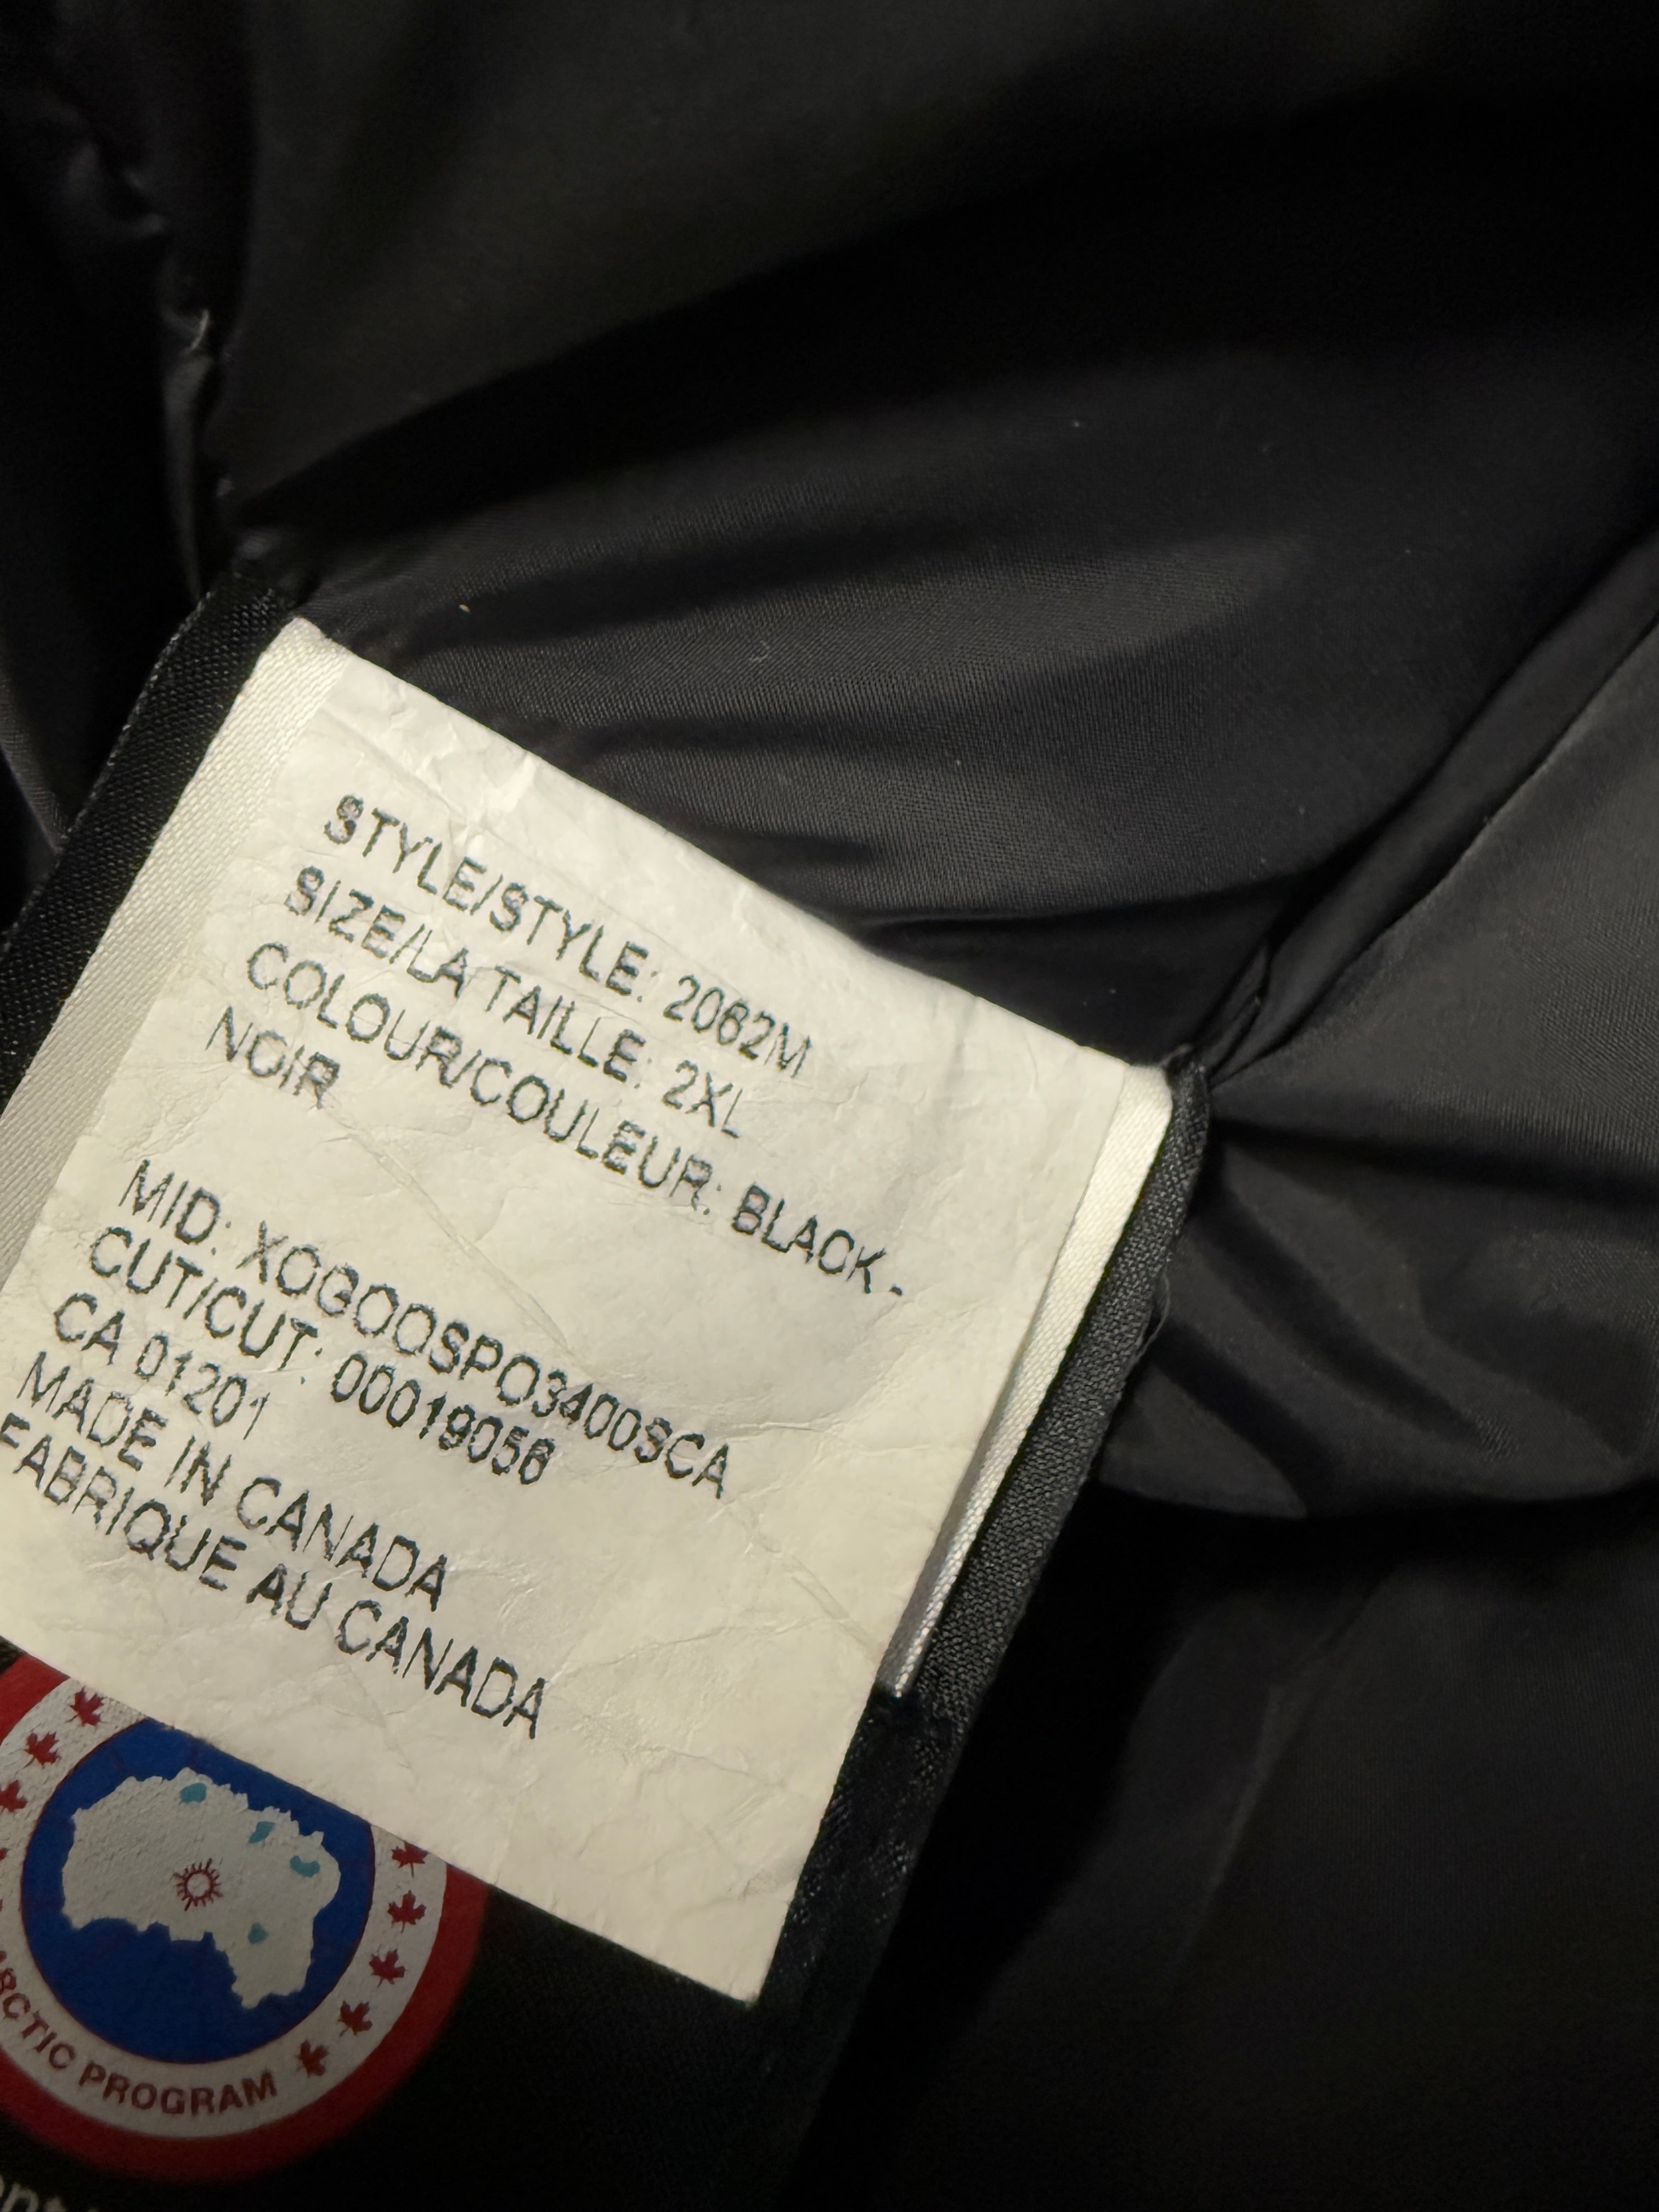 STYLE/STYLE: 2062M
SIZE/LA TAILLE: 2XL
COLOUR/COULEUR: BLACK -
NOIR
MID: XOGOOSPO3400SCA
CUT/CUT: 00019056
CA 01201
MADE IN CANADA
FABRIQUE AU CANADA
ARCTIC PROGRAM